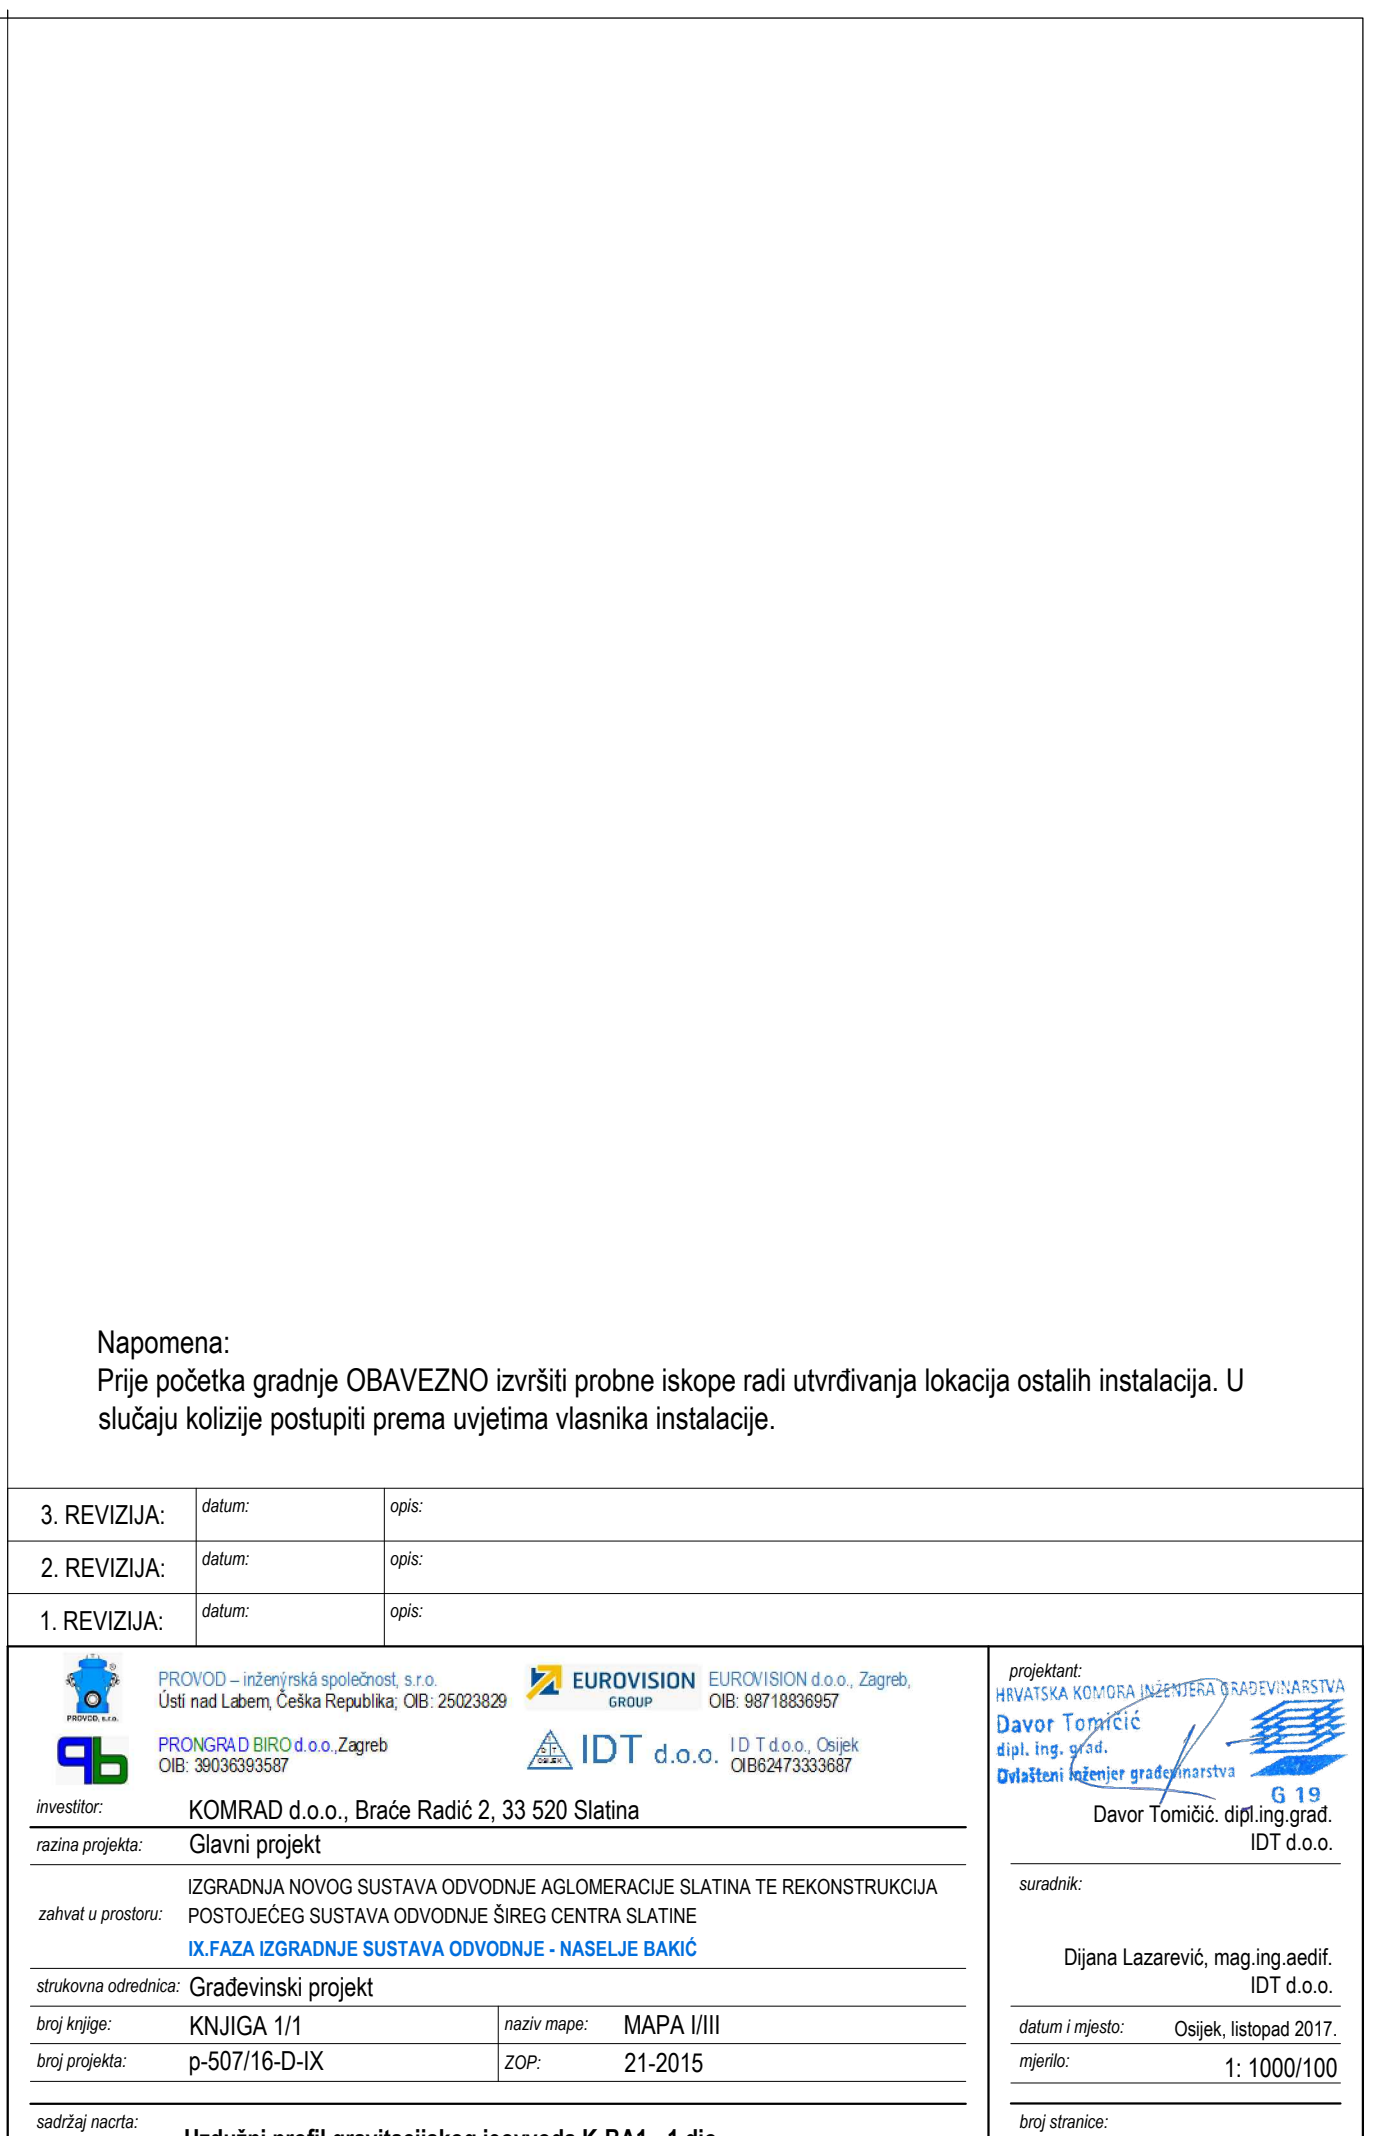 Napomena:
Prije početka gradnje OBAVEZNO izvršiti probne iskope radi utvrđivanja lokacija ostalih instalacija. U
slučaju kolizije postupiti prema uvjetima vlasnika instalacije.
3. REVIZIJA: datum: opis:
2. REVIZIJA: datum: opis:
1. REVIZIJA: datum: opis:
PROVOD, s.r.o.
PROVOD – inženýrská společnost, s.r.o.
Ústí nad Labem, Češka Republika; OIB: 25023829
EUROVISION
GROUP
EUROVISION d.o.o., Zagreb,
OIB: 98718836957
PRONGRAD BIRO d.o.o.,Zagreb
OIB: 39036393587
IDT d.o.o.
I D T d.o.o., Osijek
OIB62473333687
investitor: KOMRAD d.o.o., Braće Radić 2, 33 520 Slatina
razina projekta: Glavni projekt
zahvat u prostoru: IZGRADNJA NOVOG SUSTAVA ODVODNJE AGLOMERACIJE SLATINA TE REKONSTRUKCIJA
POSTOJEĆEG SUSTAVA ODVODNJE ŠIREG CENTRA SLATINE
IX.FAZA IZGRADNJE SUSTAVA ODVODNJE - NASELJE BAKIĆ
strukovna odrednica: Građevinski projekt
broj knjige: KNJIGA 1/1 naziv mape: MAPA I/III
broj projekta: p-507/16-D-IX ZOP: 21-2015
sadržaj nacrta:
projektant:
HRVATSKA KOMORA INŽENJERA GRAĐEVINARSTVA
Davor Tomičić
dipl. ing. građ.
Ovlašteni inženjer građevinarstva
G 19
Davor Tomičić. dipl.ing.građ.
IDT d.o.o.
suradnik:
Dijana Lazarević, mag.ing.aedif.
IDT d.o.o.
datum i mjesto: Osijek, listopad 2017.
mjerilo: 1: 1000/100
broj stranice: